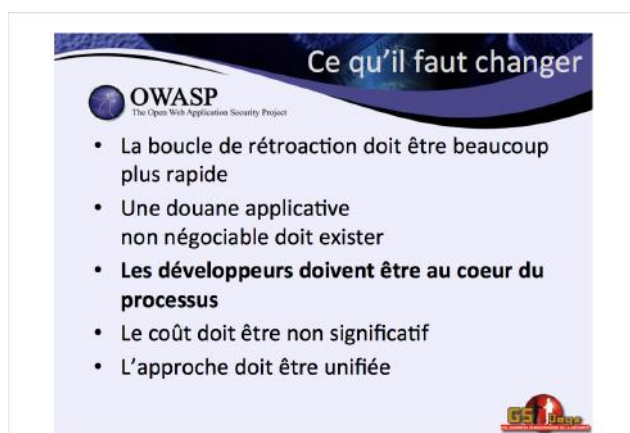 Ce qu'il faut changer
OWASP
The Open Web Application Security Project
• La boucle de rétroaction doit être beaucoup
plus rapide
• Une douane applicative
non négociable doit exister
• Les développeurs doivent être au coeur du
processus
• Le coût doit être non significatif
• L'approche doit être unifiée
GS Days